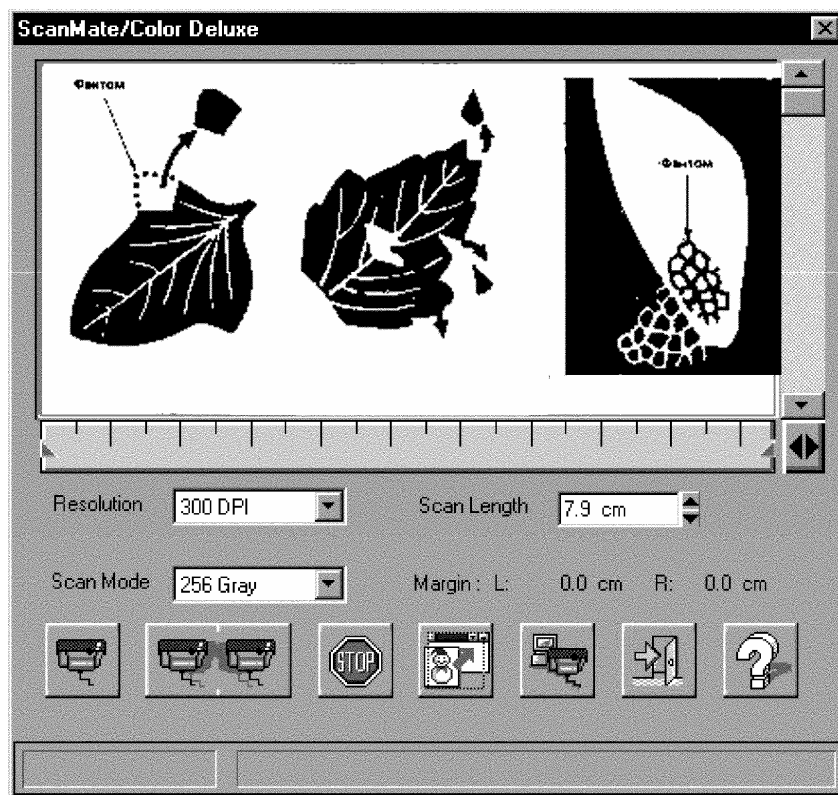 ScanMate/Color Deluxe
Фантом
Фантом
Resolution
300 DPI
Scan Length
7.9 cm
Scan Mode
256 Gray
Margin : L:
0.0 cm
R:
0.0 cm
STOP